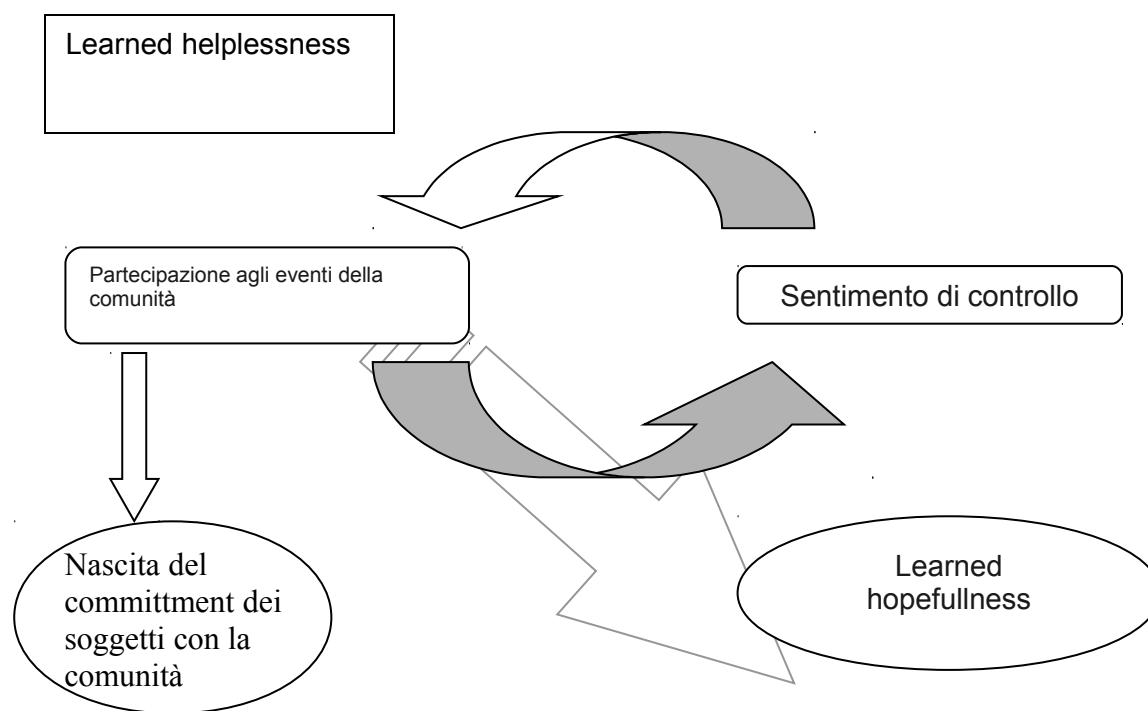 Learned helplessness
Partecipazione agli eventi della
comunità
Sentimento di controllo
Nascita del
committment dei
soggetti con la
comunità
Learned
hopefullness